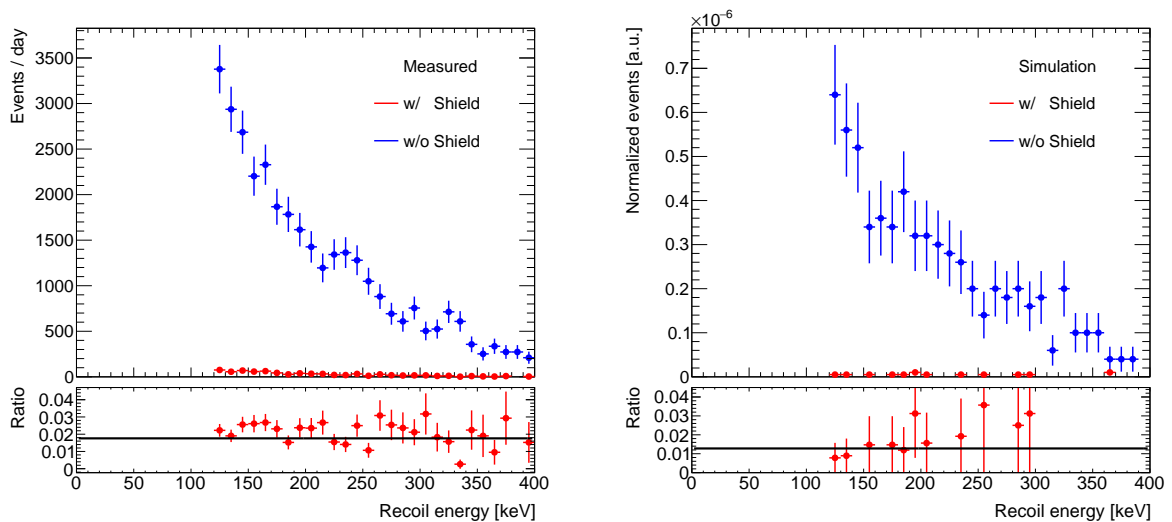 Events / day
3500
3000
2500
2000
1500
1000
500
0
Measured
w/ Shield
w/o Shield
Ratio
0.04
0.03
0.02
0.01
0
0 50 100 150 200 250 300 350 400
Recoil energy [keV]
×10⁻⁶
Normalized events [a.u.]
0.7
0.6
0.5
0.4
0.3
0.2
0.1
0
Simulation
w/ Shield
w/o Shield
Ratio
0.04
0.03
0.02
0.01
0
0 50 100 150 200 250 300 350 400
Recoil energy [keV]